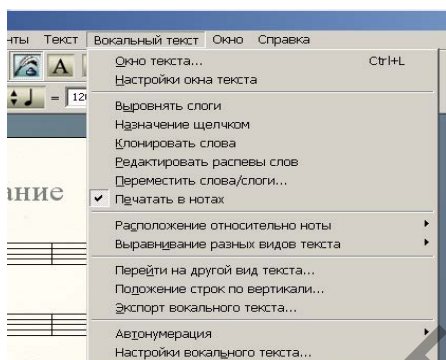 нты Текст Вокальный текст Окно Справка
Окно текста... Ctrl+L
Настройки окна текста
A
= 120
Выровнять слоги
Назначение щелчком
Клонировать слова
Редактировать распевы слов
Переместить слова/слоги...
Печатать в нотах
ание
Расположение относительно ноты
Выравнивание разных видов текста
Перейти на другой вид текста...
Положение строк по вертикали...
Экспорт вокального текста...
Автонумерация
Настройки вокального текста...